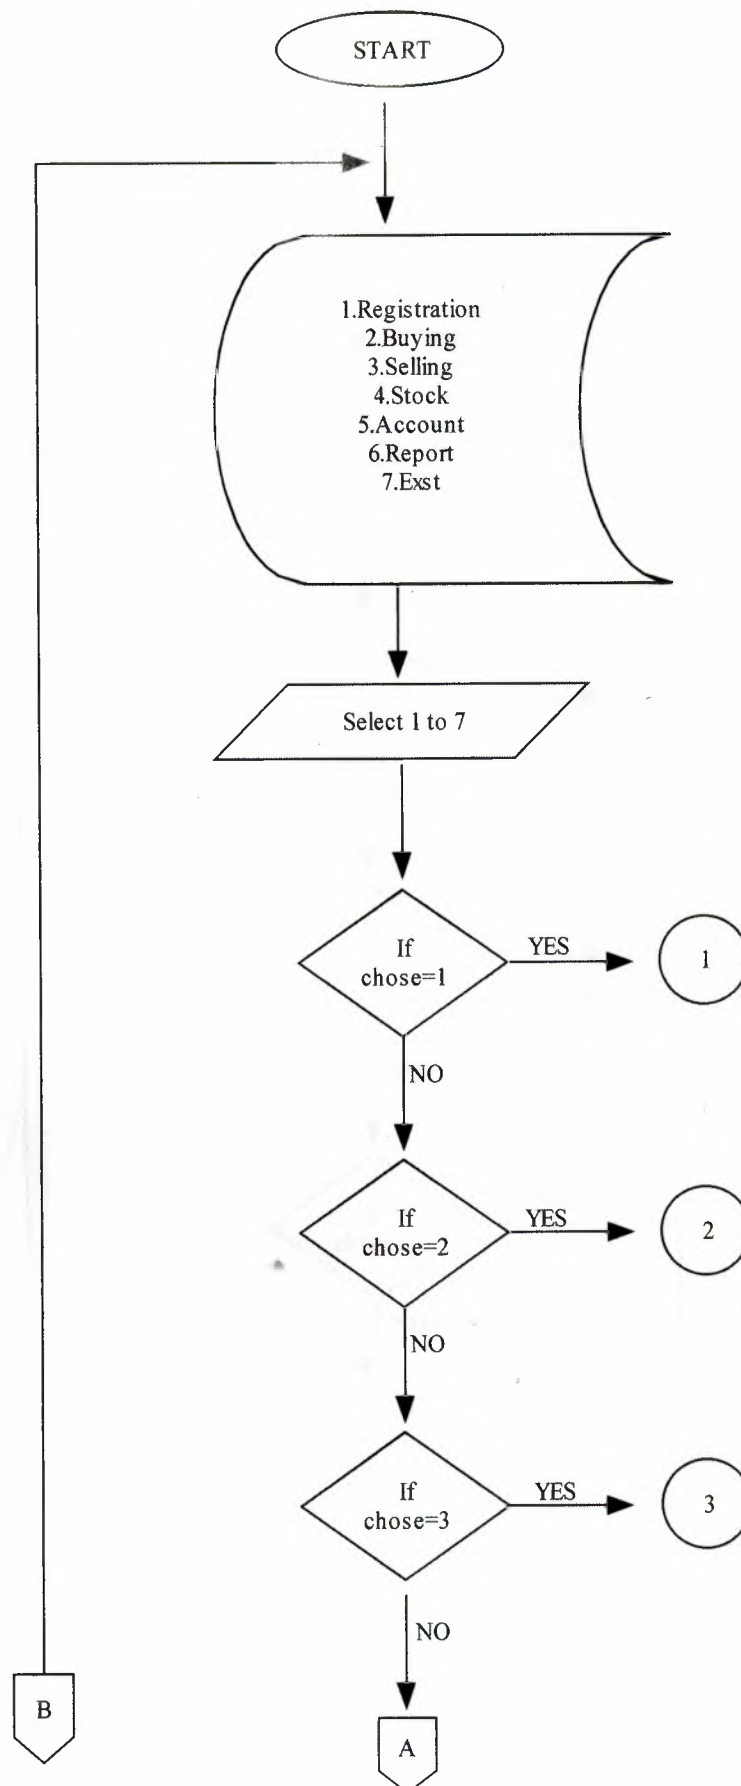 START
1.Registration
2.Buying
3.Selling
4.Stock
5.Account
6.Report
7.Exst
Select 1 to 7
If
chose=1
YES
1
NO
If
chose=2
YES
2
NO
If
chose=3
YES
3
NO
B
A